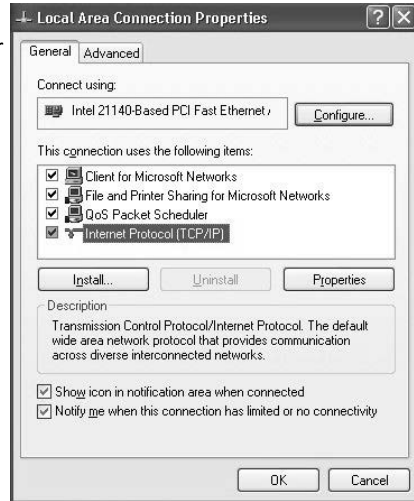 Local Area Connection Properties
General Advanced
Connect using:
Intel 21140-Based PCI Fast Ethernet
Configure...
This connection uses the following items:
Client for Microsoft Networks
File and Printer Sharing for Microsoft Networks
QoS Packet Scheduler
Internet Protocol (TCP/IP)
Install... Uninstall Properties
Description
Transmission Control Protocol/Internet Protocol. The default
wide area network protocol that provides communication
across diverse interconnected networks.
Show icon in notification area when connected
Notify me when this connection has limited or no connectivity
OK Cancel